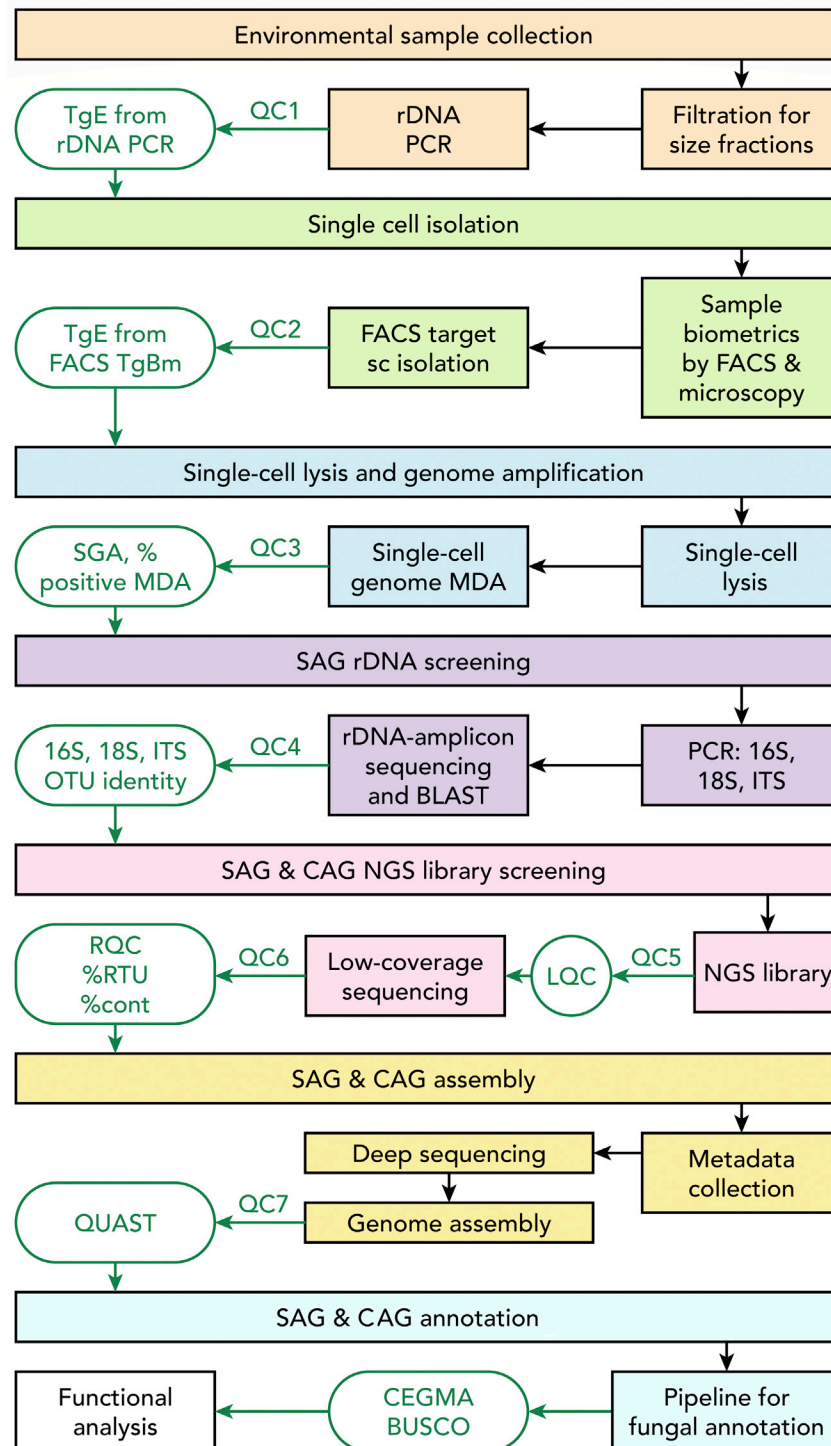 Environmental sample collection
TgE from
rDNA PCR
QC1
rDNA
PCR
Filtration for
size fractions
Single cell isolation
TgE from
FACS TgBm
QC2
FACS target
sc isolation
Sample
biometrics
by FACS &
microscopy
Single-cell lysis and genome amplification
SGA, %
positive MDA
QC3
Single-cell
genome MDA
Single-cell
lysis
SAG rDNA screening
16S, 18S, ITS
OTU identity
QC4
rDNA-amplicon
sequencing
and BLAST
PCR: 16S,
18S, ITS
SAG & CAG NGS library screening
RQC
%RTU
%cont
QC6
Low-coverage
sequencing
LQC
QC5
NGS library
SAG & CAG assembly
Deep sequencing
Metadata
collection
QUAST
QC7
Genome assembly
SAG & CAG annotation
Functional
analysis
CEGMA
BUSCO
Pipeline for
fungal annotation